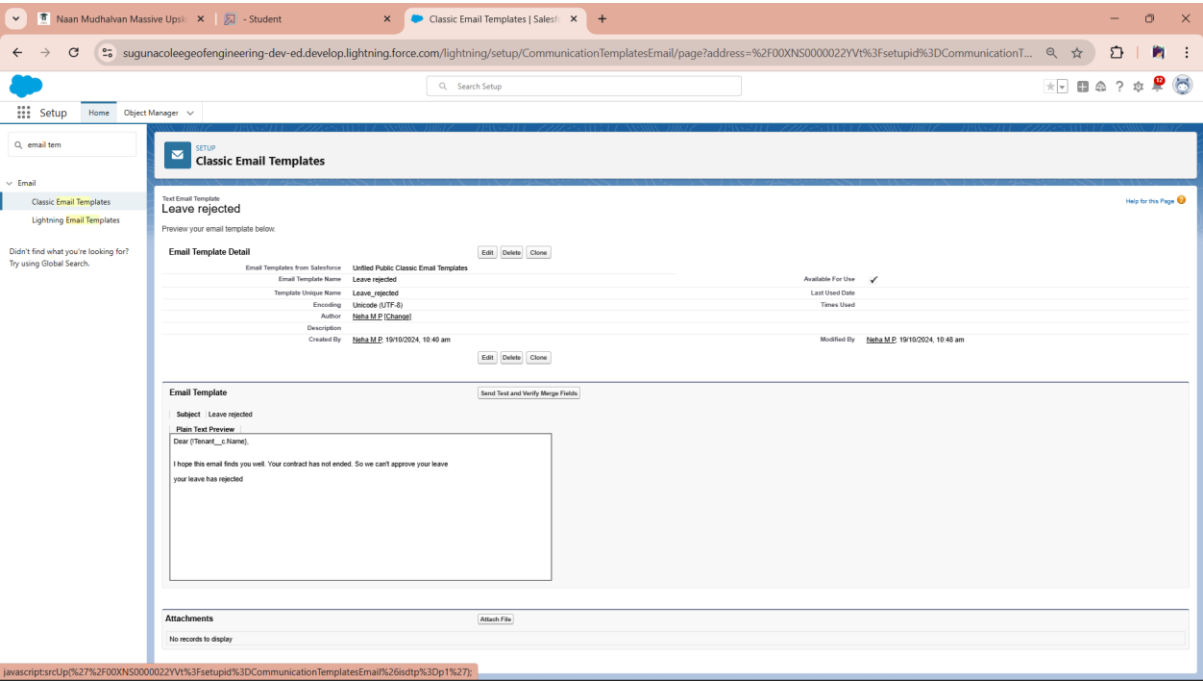 Naan Mudhalvan Massive Upski
- Student
Classic Email Templates | Salesf
sugunacoleegeofengineering-dev-ed.develop.lightning.force.com/lightning/setup/CommunicationTemplatesEmail/page?address=%2F00XNS0000022YVt%3Fsetupid%3DCommunicationT...
Search Setup
12
Setup
Home
Object Manager
email tem
SETUP
Classic Email Templates
Email
Classic Email Templates
Lightning Email Templates
Didn't find what you're looking for?
Try using Global Search.
Text Email Template
Leave rejected
Help for this Page
Preview your email template below.
Email Template Detail
Edit Delete Clone
Email Templates from Salesforce Unfiled Public Classic Email Templates
Email Template Name Leave rejected Available For Use ✓
Template Unique Name Leave_rejected Last Used Date
Encoding Unicode (UTF-8) Times Used
Author Neha M P [Change]
Description
Created By Neha M P, 19/10/2024, 10:40 am Modified By Neha M P, 19/10/2024, 10:48 am
Edit Delete Clone
Email Template Send Test and Verify Merge Fields
Subject Leave rejected
Plain Text Preview
Dear {!Tenant__c.Name},
I hope this email finds you well. Your contract has not ended. So we can't approve your leave
your leave has rejected
Attachments Attach File
No records to display
javascript:srcUp(%27%2F00XNS0000022YVt%3Fsetupid%3DCommunicationTemplatesEmail%26isdtp%3Dp1%27);